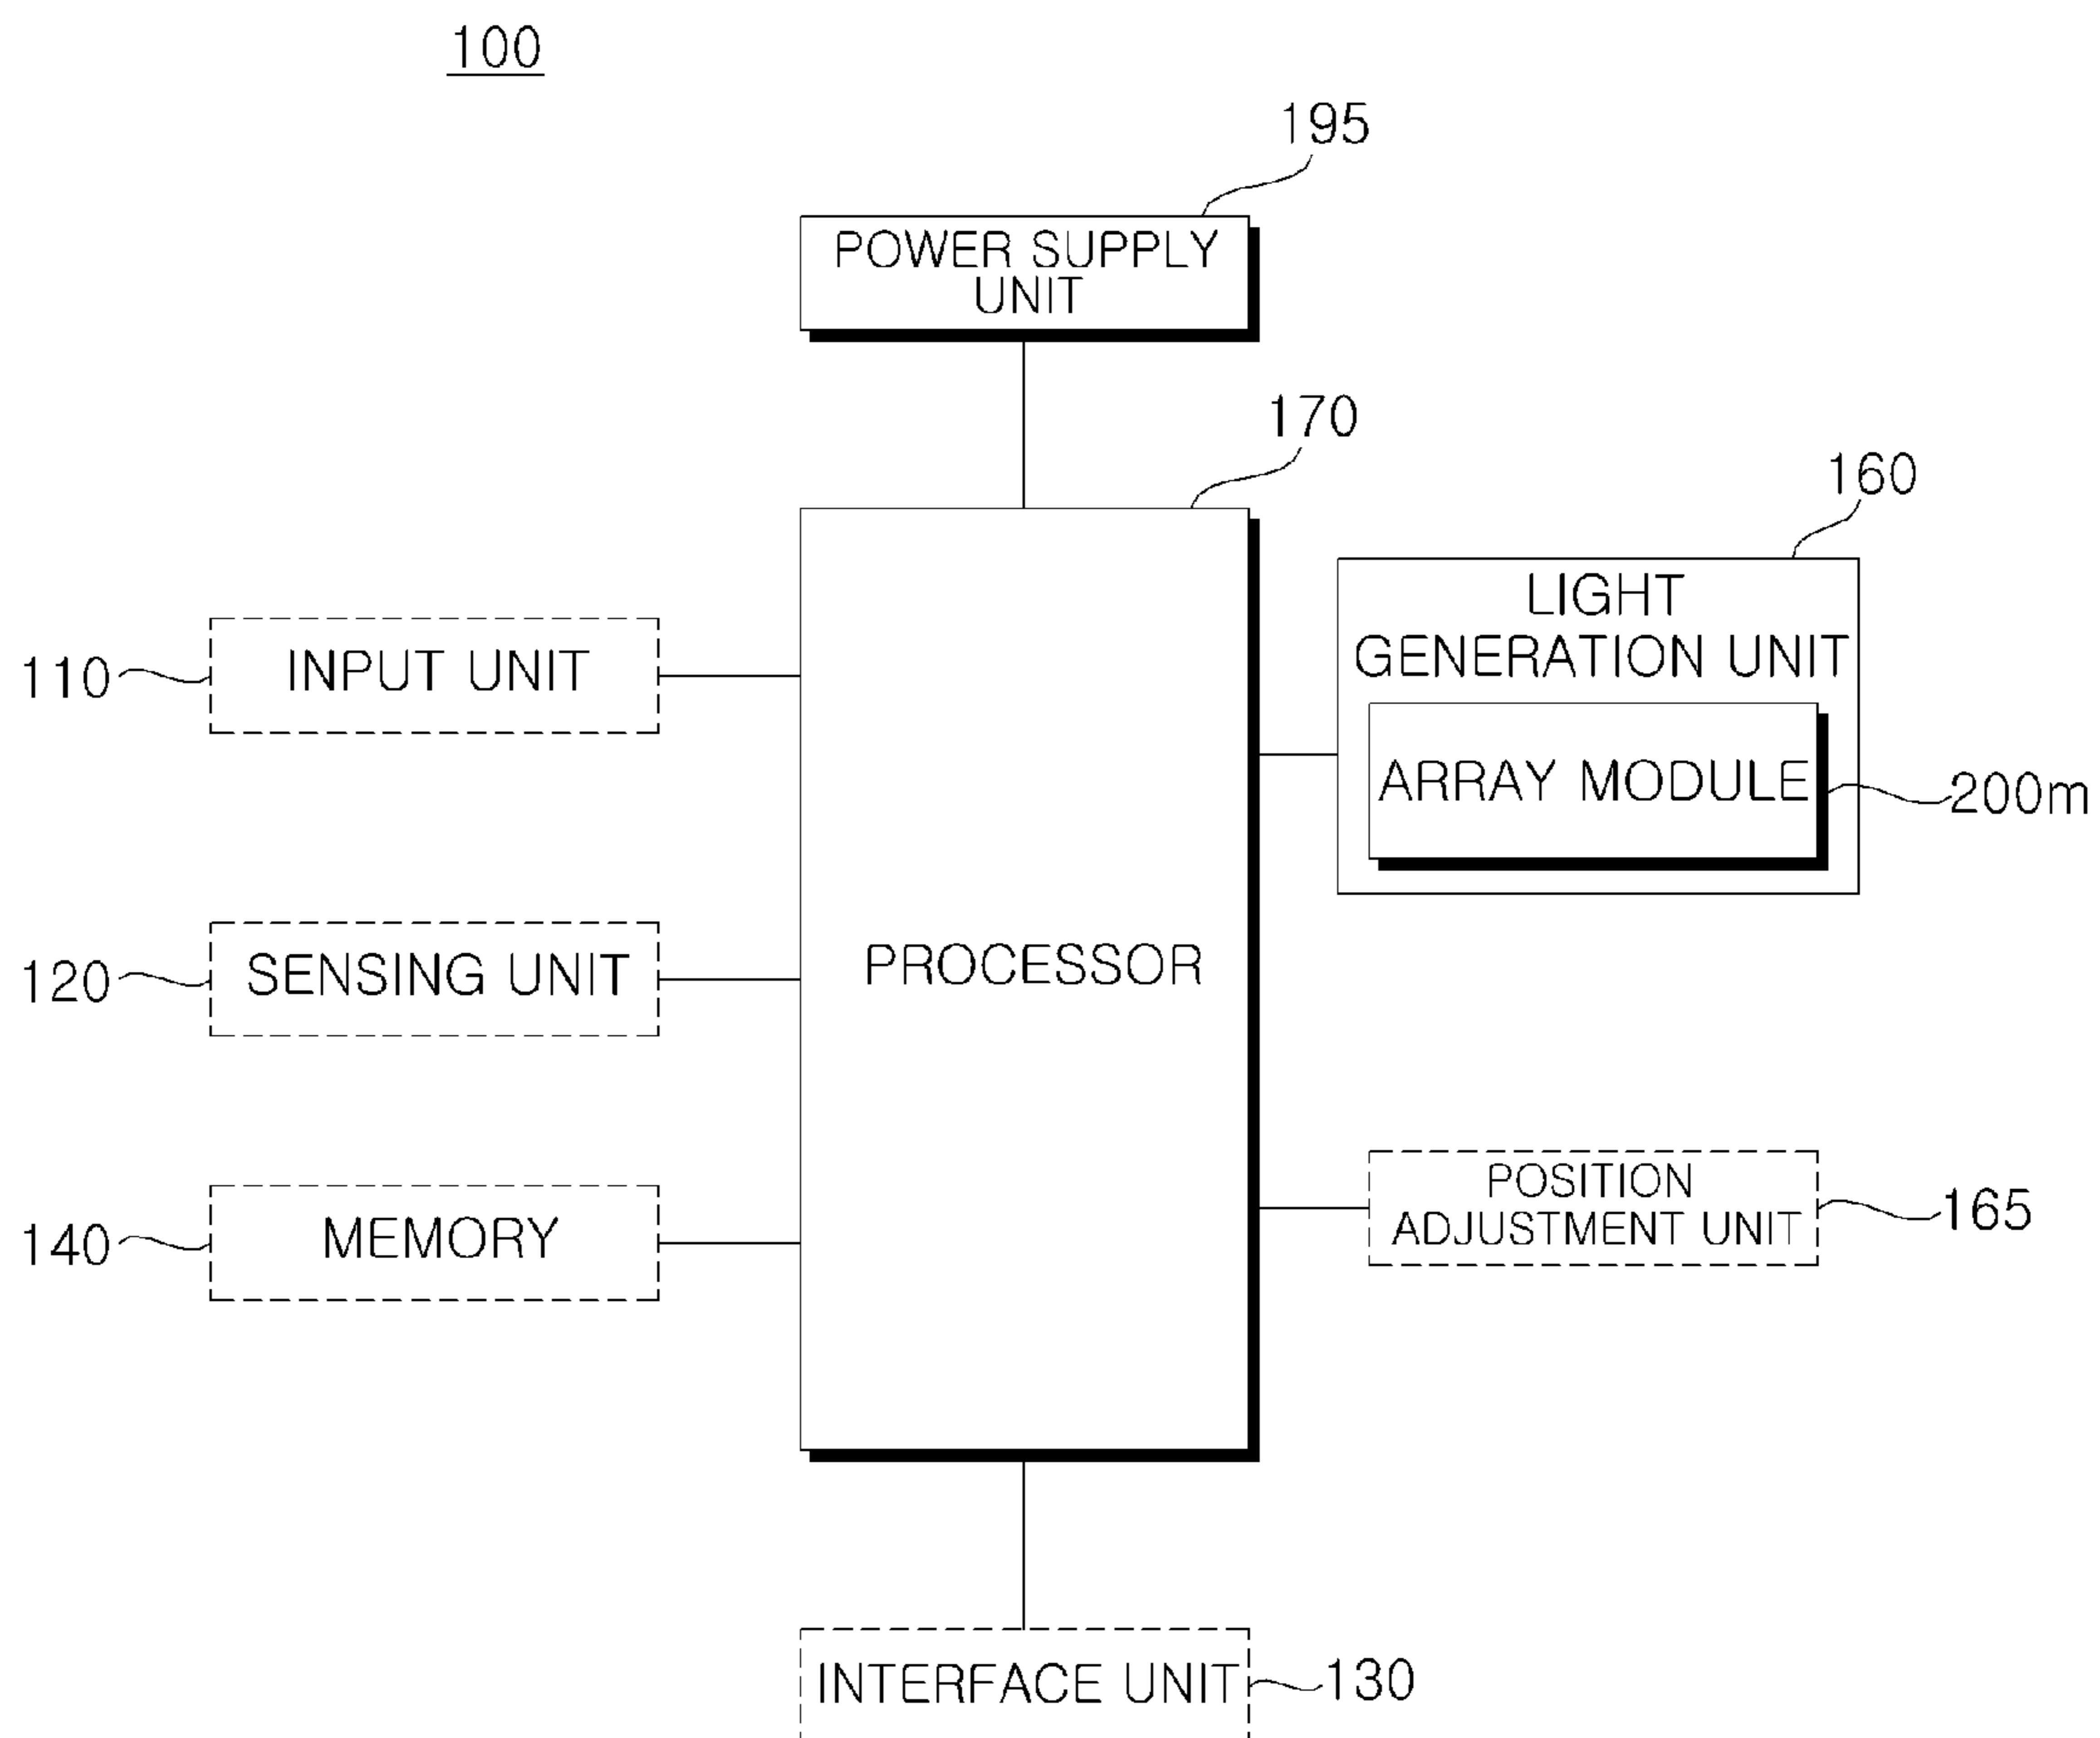 100
195
POWER SUPPLY
UNIT
170
160
LIGHT
GENERATION UNIT
110
INPUT UNIT
ARRAY MODULE
200m
120
SENSING UNIT
PROCESSOR
POSITION
ADJUSTMENT UNIT
165
140
MEMORY
INTERFACE UNIT
130